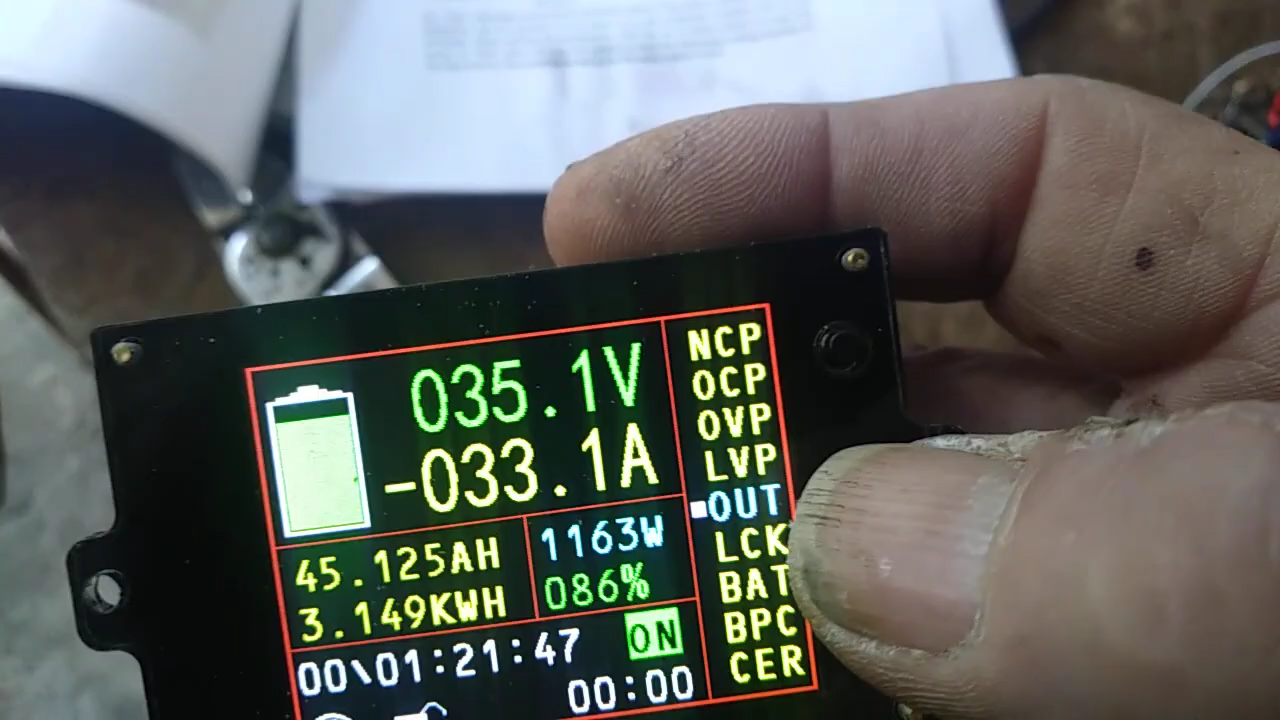 035.1V
-033.1A
45.125AH
3.149KWH
1163W
086%
00\01:21:47
ON
00:00
NCP
OCP
OVP
LVP
OUT
LCK
BAT
BPC
CER